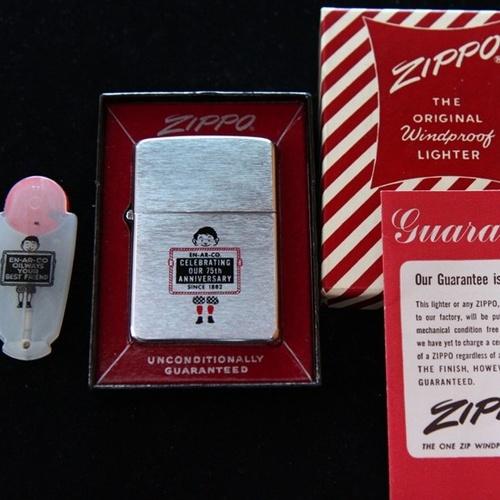 EN-AR-CO
OILWAYS
YOUR
BEST FRIEND
ZIPPO
EN-AR-CO.
CELEBRATING
OUR 75th
ANNIVERSARY
SINCE 1882
UNCONDITIONALLY
GUARANTEED
ZIPPO
THE
ORIGINAL
Windproof
LIGHTER
Guara
Our Guarantee is
This lighter or any ZIPPO,
to our factory, will be pu
mechanical condition free
we have yet to charge a ce
of a ZIPPO regardless of a
THE FINISH, HOWEV
GUARANTEED.
ZIP
THE ONE ZIP WINDP